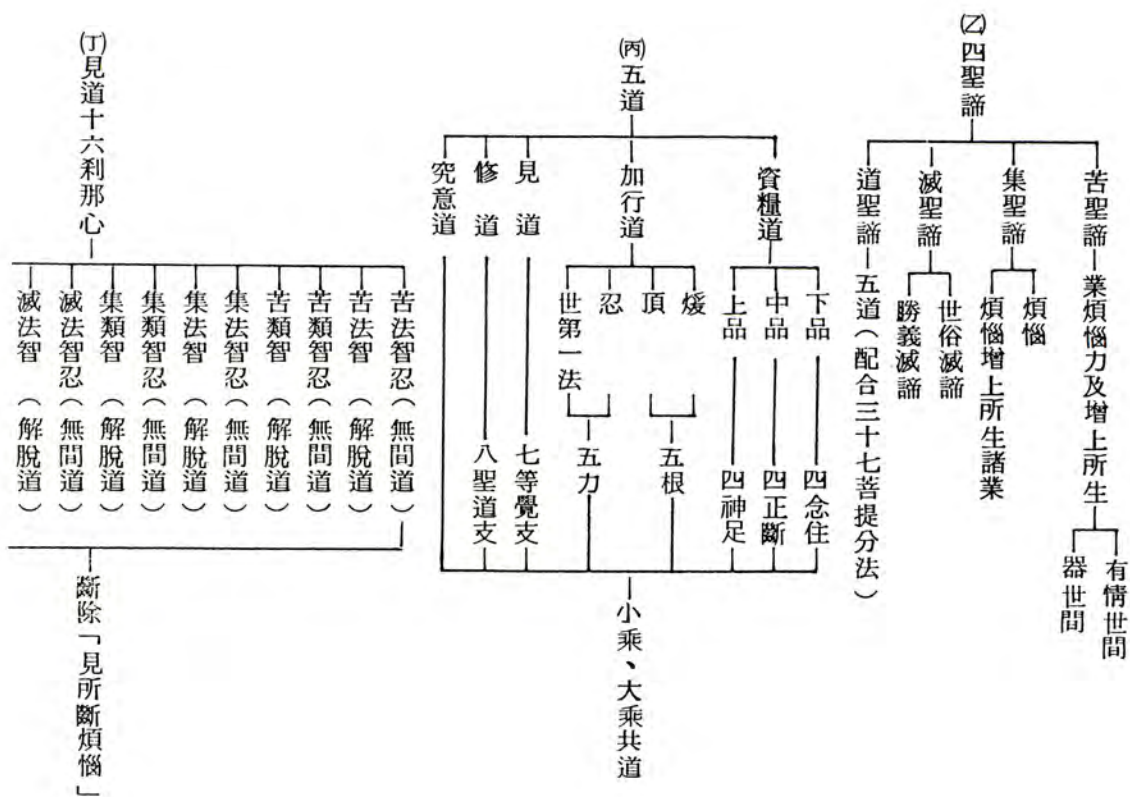 ㈡四聖諦
苦聖諦
業煩惱力及增上所生
有情世間
器世間
集聖諦
煩惱
煩惱增上所生諸業
滅聖諦
世俗滅諦
勝義滅諦
道聖諦
五道（配合三十七菩提分法）
㈣五道
資糧道
下品
四念住
中品
四正斷
上品
四神足
加行道
煖
頂
五根
忍
世第一法
五力
見道
七等覺支
修道
八聖道支
究意道
小乘、大乘共道
(丁)見道十六刹那心
苦法智忍（無間道）
苦法智（解脫道）
苦類智忍（無間道）
苦類智（解脫道）
集法智忍（無間道）
集法智（解脫道）
集類智忍（無間道）
集類智（解脫道）
滅法智忍（無間道）
滅法智（解脫道）
斷除「見所斷煩惱」